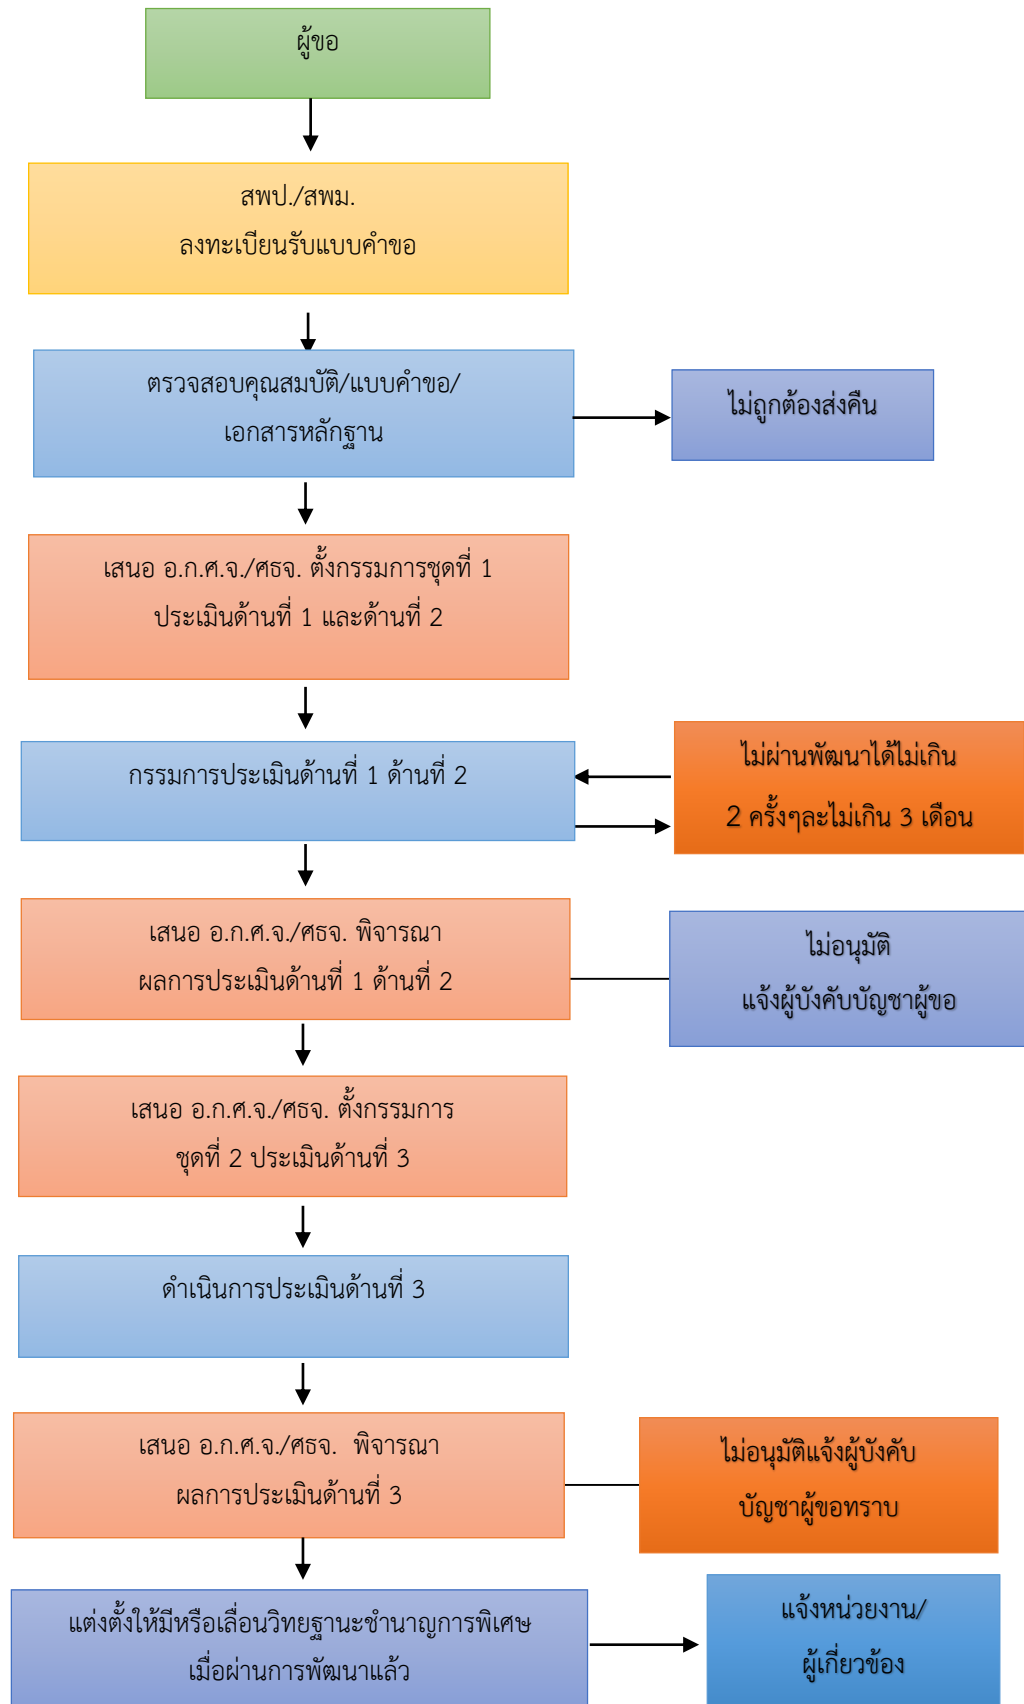 ผู้ขอ
สพป./สพม.
ลงทะเบียนรับแบบคำขอ
ตรวจสอบคุณสมบัติ/แบบคำขอ/
เอกสารหลักฐาน
ไม่ถูกต้องส่งคืน
เสนอ อ.ก.ศ.จ./ศธจ. ตั้งกรรมการชุดที่ 1
ประเมินด้านที่ 1 และด้านที่ 2
กรรมการประเมินด้านที่ 1 ด้านที่ 2
ไม่ผ่านพัฒนาได้ไม่เกิน
2 ครั้งๆละไม่เกิน 3 เดือน
เสนอ อ.ก.ศ.จ./ศธจ. พิจารณา
ผลการประเมินด้านที่ 1 ด้านที่ 2
ไม่อนุมัติ
แจ้งผู้บังคับบัญชาผู้ขอ
เสนอ อ.ก.ศ.จ./ศธจ. ตั้งกรรมการ
ชุดที่ 2 ประเมินด้านที่ 3
ดำเนินการประเมินด้านที่ 3
เสนอ อ.ก.ศ.จ./ศธจ. พิจารณา
ผลการประเมินด้านที่ 3
ไม่อนุมัติแจ้งผู้บังคับ
บัญชาผู้ขอทราบ
แต่งตั้งให้มีหรือเลื่อนวิทยฐานะชำนาญการพิเศษ
เมื่อผ่านการพัฒนาแล้ว
แจ้งหน่วยงาน/
ผู้เกี่ยวข้อง